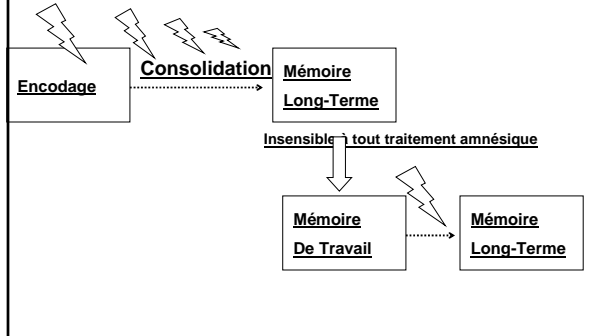 Encodage
Consolidation
Mémoire
Long-Terme
Insensible à tout traitement amnésique
Mémoire
De Travail
Mémoire
Long-Terme